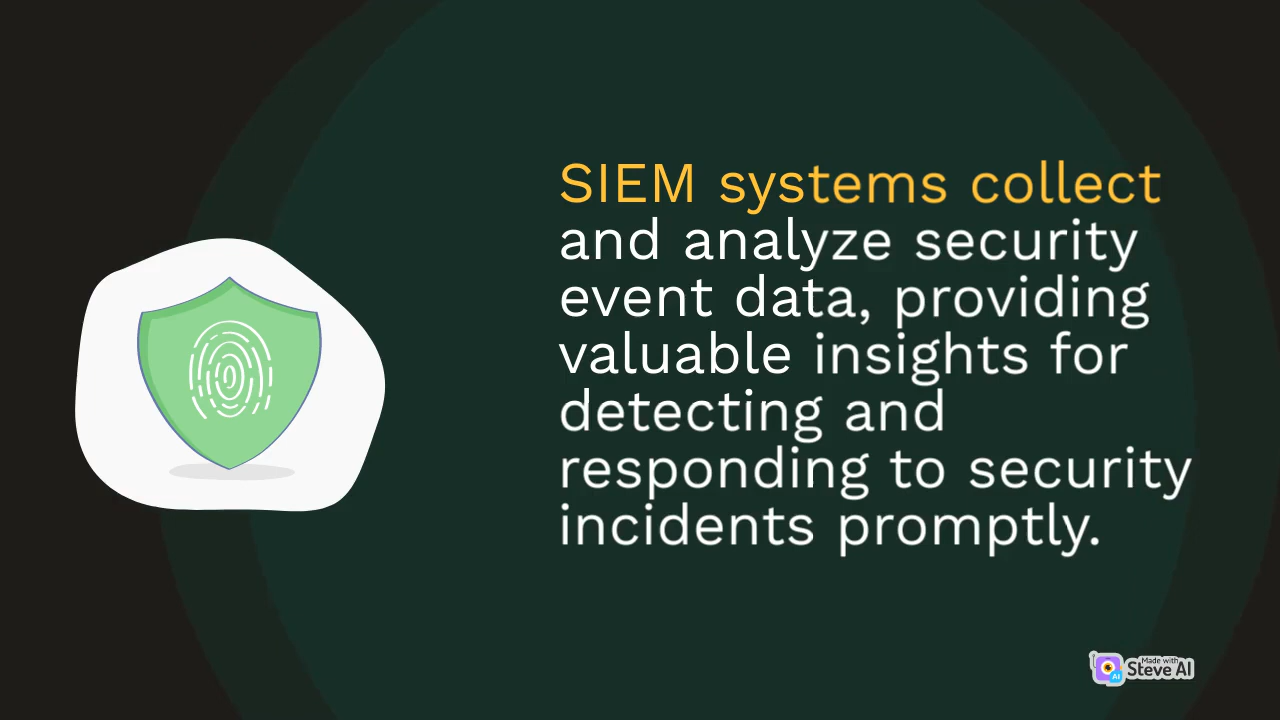 SIEM systems collect
and analyze security
event data, providing
valuable insights for
detecting and
responding to security
incidents promptly.
Made with
Steve AI
AI